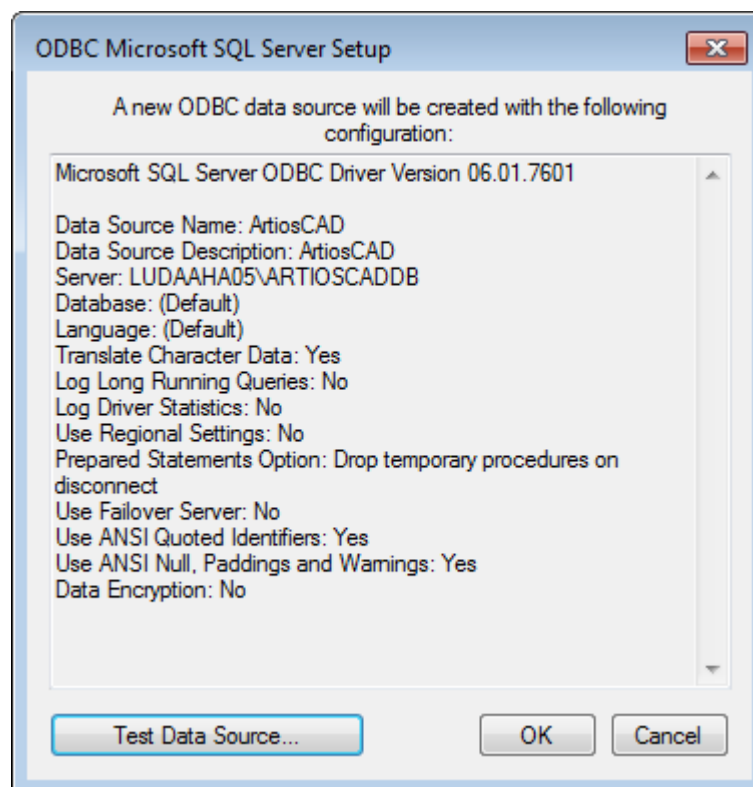 ODBC Microsoft SQL Server Setup
A new ODBC data source will be created with the following
configuration:
Microsoft SQL Server ODBC Driver Version 06.01.7601
Data Source Name: ArtiosCAD
Data Source Description: ArtiosCAD
Server: LUDAAHA05\ARTIOSCADDB
Database: (Default)
Language: (Default)
Translate Character Data: Yes
Log Long Running Queries: No
Log Driver Statistics: No
Use Regional Settings: No
Prepared Statements Option: Drop temporary procedures on
disconnect
Use Failover Server: No
Use ANSI Quoted Identifiers: Yes
Use ANSI Null, Paddings and Warnings: Yes
Data Encryption: No
Test Data Source... OK Cancel